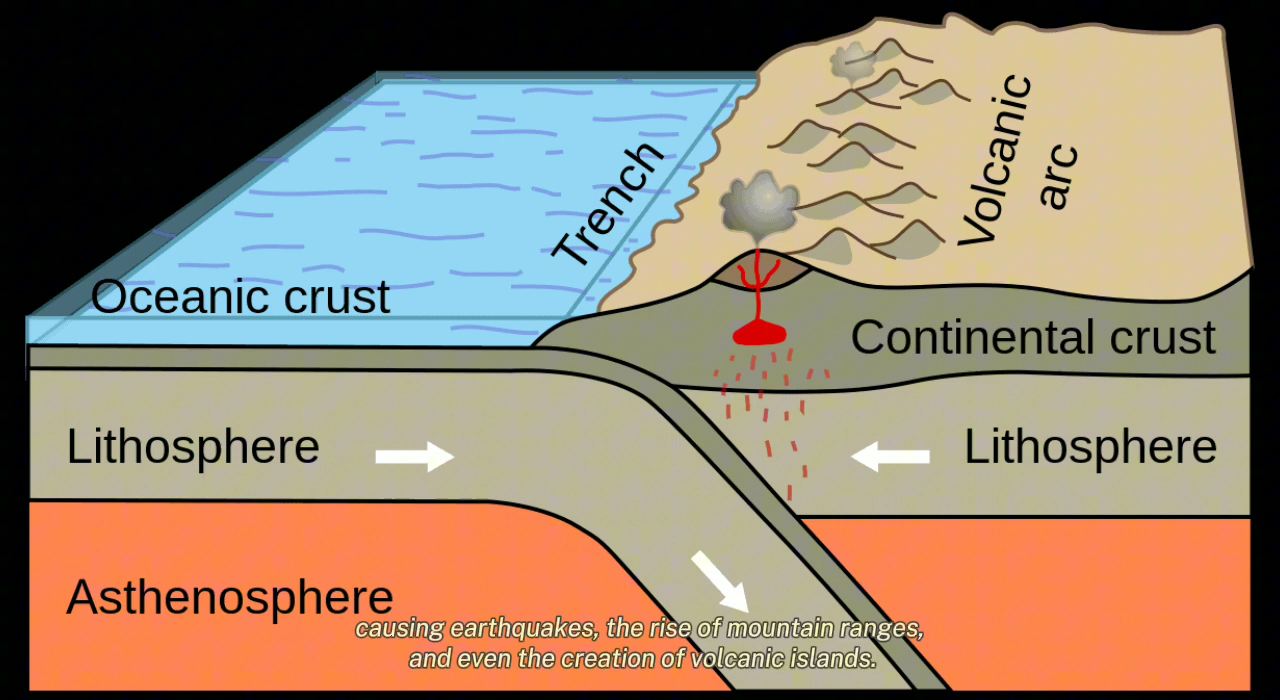 Volcanic
arc
Trench
Oceanic crust
Continental crust
Lithosphere
Lithosphere
Asthenosphere
causing earthquakes, the rise of mountain ranges,
and even the creation of volcanic islands.